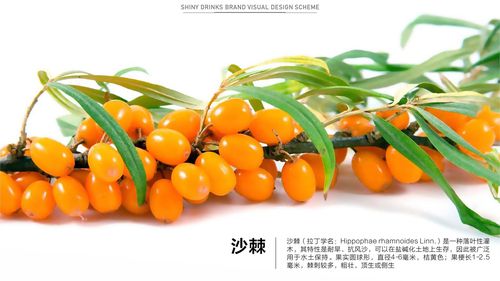 SHINY DRINKS BRAND VISUAL DESIGN SCHEME
沙棘
沙棘（拉丁学名：Hippophae rhamnoides Linn.）是一种落叶性灌
木，其特性是耐旱、抗风沙，可以在盐碱化土地上生存，因此被广泛
用于水土保持。果实圆球形，直径4-6毫米，桔黄色；果梗长1-2.5
毫米，棘刺较多，粗壮，顶生或侧生